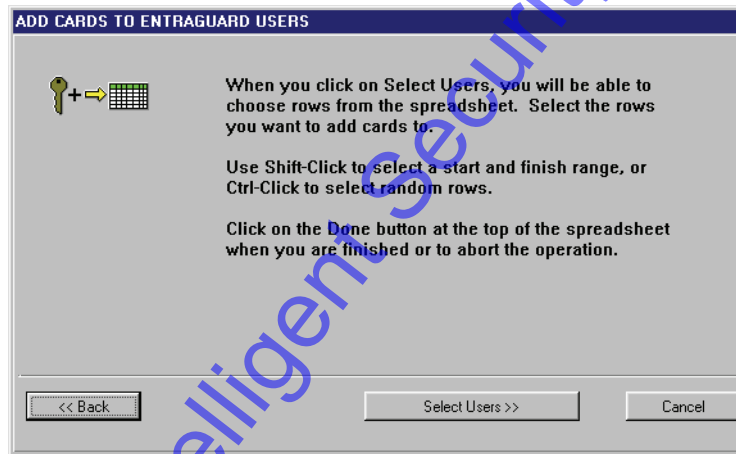 ADD CARDS TO ENTRAGUARD USERS
When you click on Select Users, you will be able to
choose rows from the spreadsheet. Select the rows
you want to add cards to.
Use Shift-Click to select a start and finish range, or
Ctrl-Click to select random rows.
Click on the Done button at the top of the spreadsheet
when you are finished or to abort the operation.
<< Back
Select Users >>
Cancel